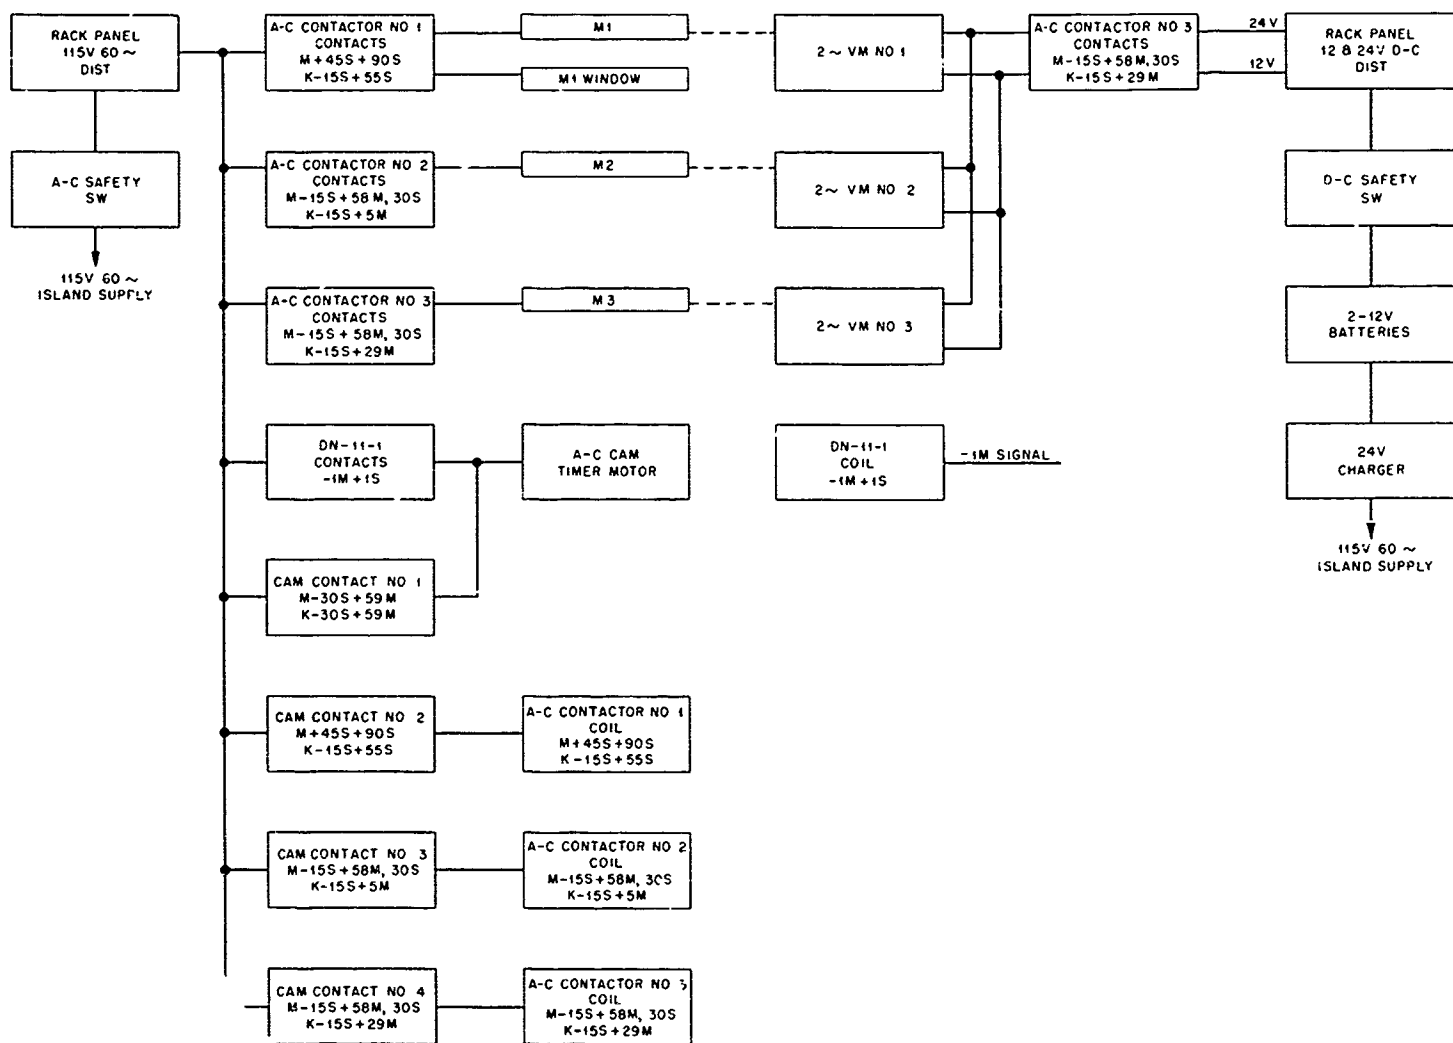 RACK PANEL
115V 60 ~
DIST
A-C CONTACTOR NO 1
CONTACTS
M+45S+90S
K-15S+55S
M1
M1 WINDOW
2~ VM NO 1
A-C CONTACTOR NO 3
CONTACTS
M-15S+58M,30S
K-15S+29M
24V
12V
RACK PANEL
12 & 24V D-C
DIST
A-C SAFETY
SW
A-C CONTACTOR NO 2
CONTACTS
M-15S+58M, 30S
K-15S+5M
M2
2~ VM NO 2
D-C SAFETY
SW
115V 60 ~
ISLAND SUPPLY
A-C CONTACTOR NO 3
CONTACTS
M-15S+58M, 30S
K-15S+29M
M3
2~ VM NO 3
2-12V
BATTERIES
DN-11-1
CONTACTS
-1M+1S
A-C CAM
TIMER MOTOR
DN-11-1
COIL
-1M+1S
-1M SIGNAL
24V
CHARGER
115V 60 ~
ISLAND SUPPLY
CAM CONTACT NO 1
M-30S+59M
K-30S+59M
CAM CONTACT NO 2
M+45S+90S
K-15S+55S
A-C CONTACTOR NO 1
COIL
M+45S+90S
K-15S+55S
CAM CONTACT NO 3
M-15S+58M, 30S
K-15S+5M
A-C CONTACTOR NO 2
COIL
M-15S+58M, 30S
K-15S+5M
CAM CONTACT NO 4
M-15S+58M, 30S
K-15S+29M
A-C CONTACTOR NO 3
COIL
M-15S+58M, 30S
K-15S+29M